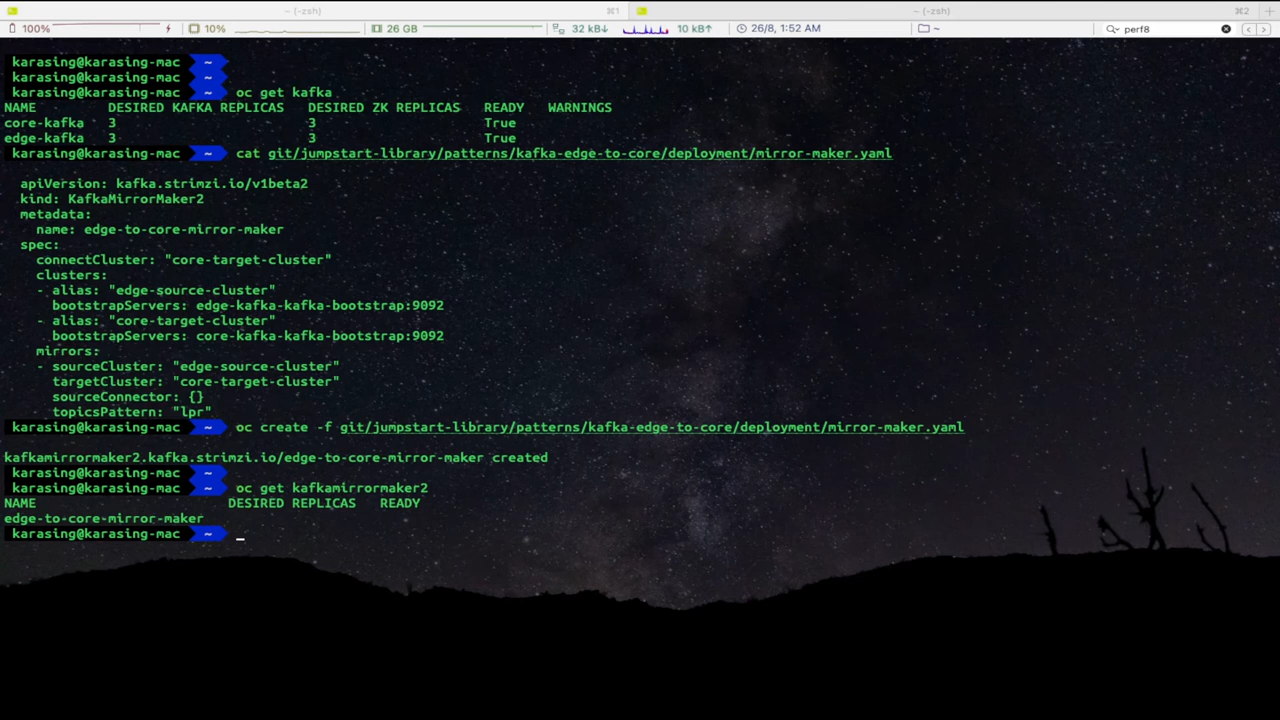 ~ (-zsh) ⌘1 ~ (-zsh) ⌘2 +
100% 10% 26 GB 32 kB↓ 10 kB↑ 26/8, 1:52 AM ~ perf8
karasing@karasing-mac ~
karasing@karasing-mac ~
karasing@karasing-mac ~ oc get kafka
NAME DESIRED KAFKA REPLICAS DESIRED ZK REPLICAS READY WARNINGS
core-kafka 3 3 True
edge-kafka 3 3 True
karasing@karasing-mac ~ cat git/jumpstart-library/patterns/kafka-edge-to-core/deployment/mirror-maker.yaml
apiVersion: kafka.strimzi.io/v1beta2
kind: KafkaMirrorMaker2
metadata:
name: edge-to-core-mirror-maker
spec:
connectCluster: "core-target-cluster"
clusters:
- alias: "edge-source-cluster"
bootstrapServers: edge-kafka-kafka-bootstrap:9092
- alias: "core-target-cluster"
bootstrapServers: core-kafka-kafka-bootstrap:9092
mirrors:
- sourceCluster: "edge-source-cluster"
targetCluster: "core-target-cluster"
sourceConnector: {}
topicsPattern: "lpr"
karasing@karasing-mac ~ oc create -f git/jumpstart-library/patterns/kafka-edge-to-core/deployment/mirror-maker.yaml
kafkamirrormaker2.kafka.strimzi.io/edge-to-core-mirror-maker created
karasing@karasing-mac ~
karasing@karasing-mac ~ oc get kafkamirrormaker2
NAME DESIRED REPLICAS READY
edge-to-core-mirror-maker
karasing@karasing-mac ~